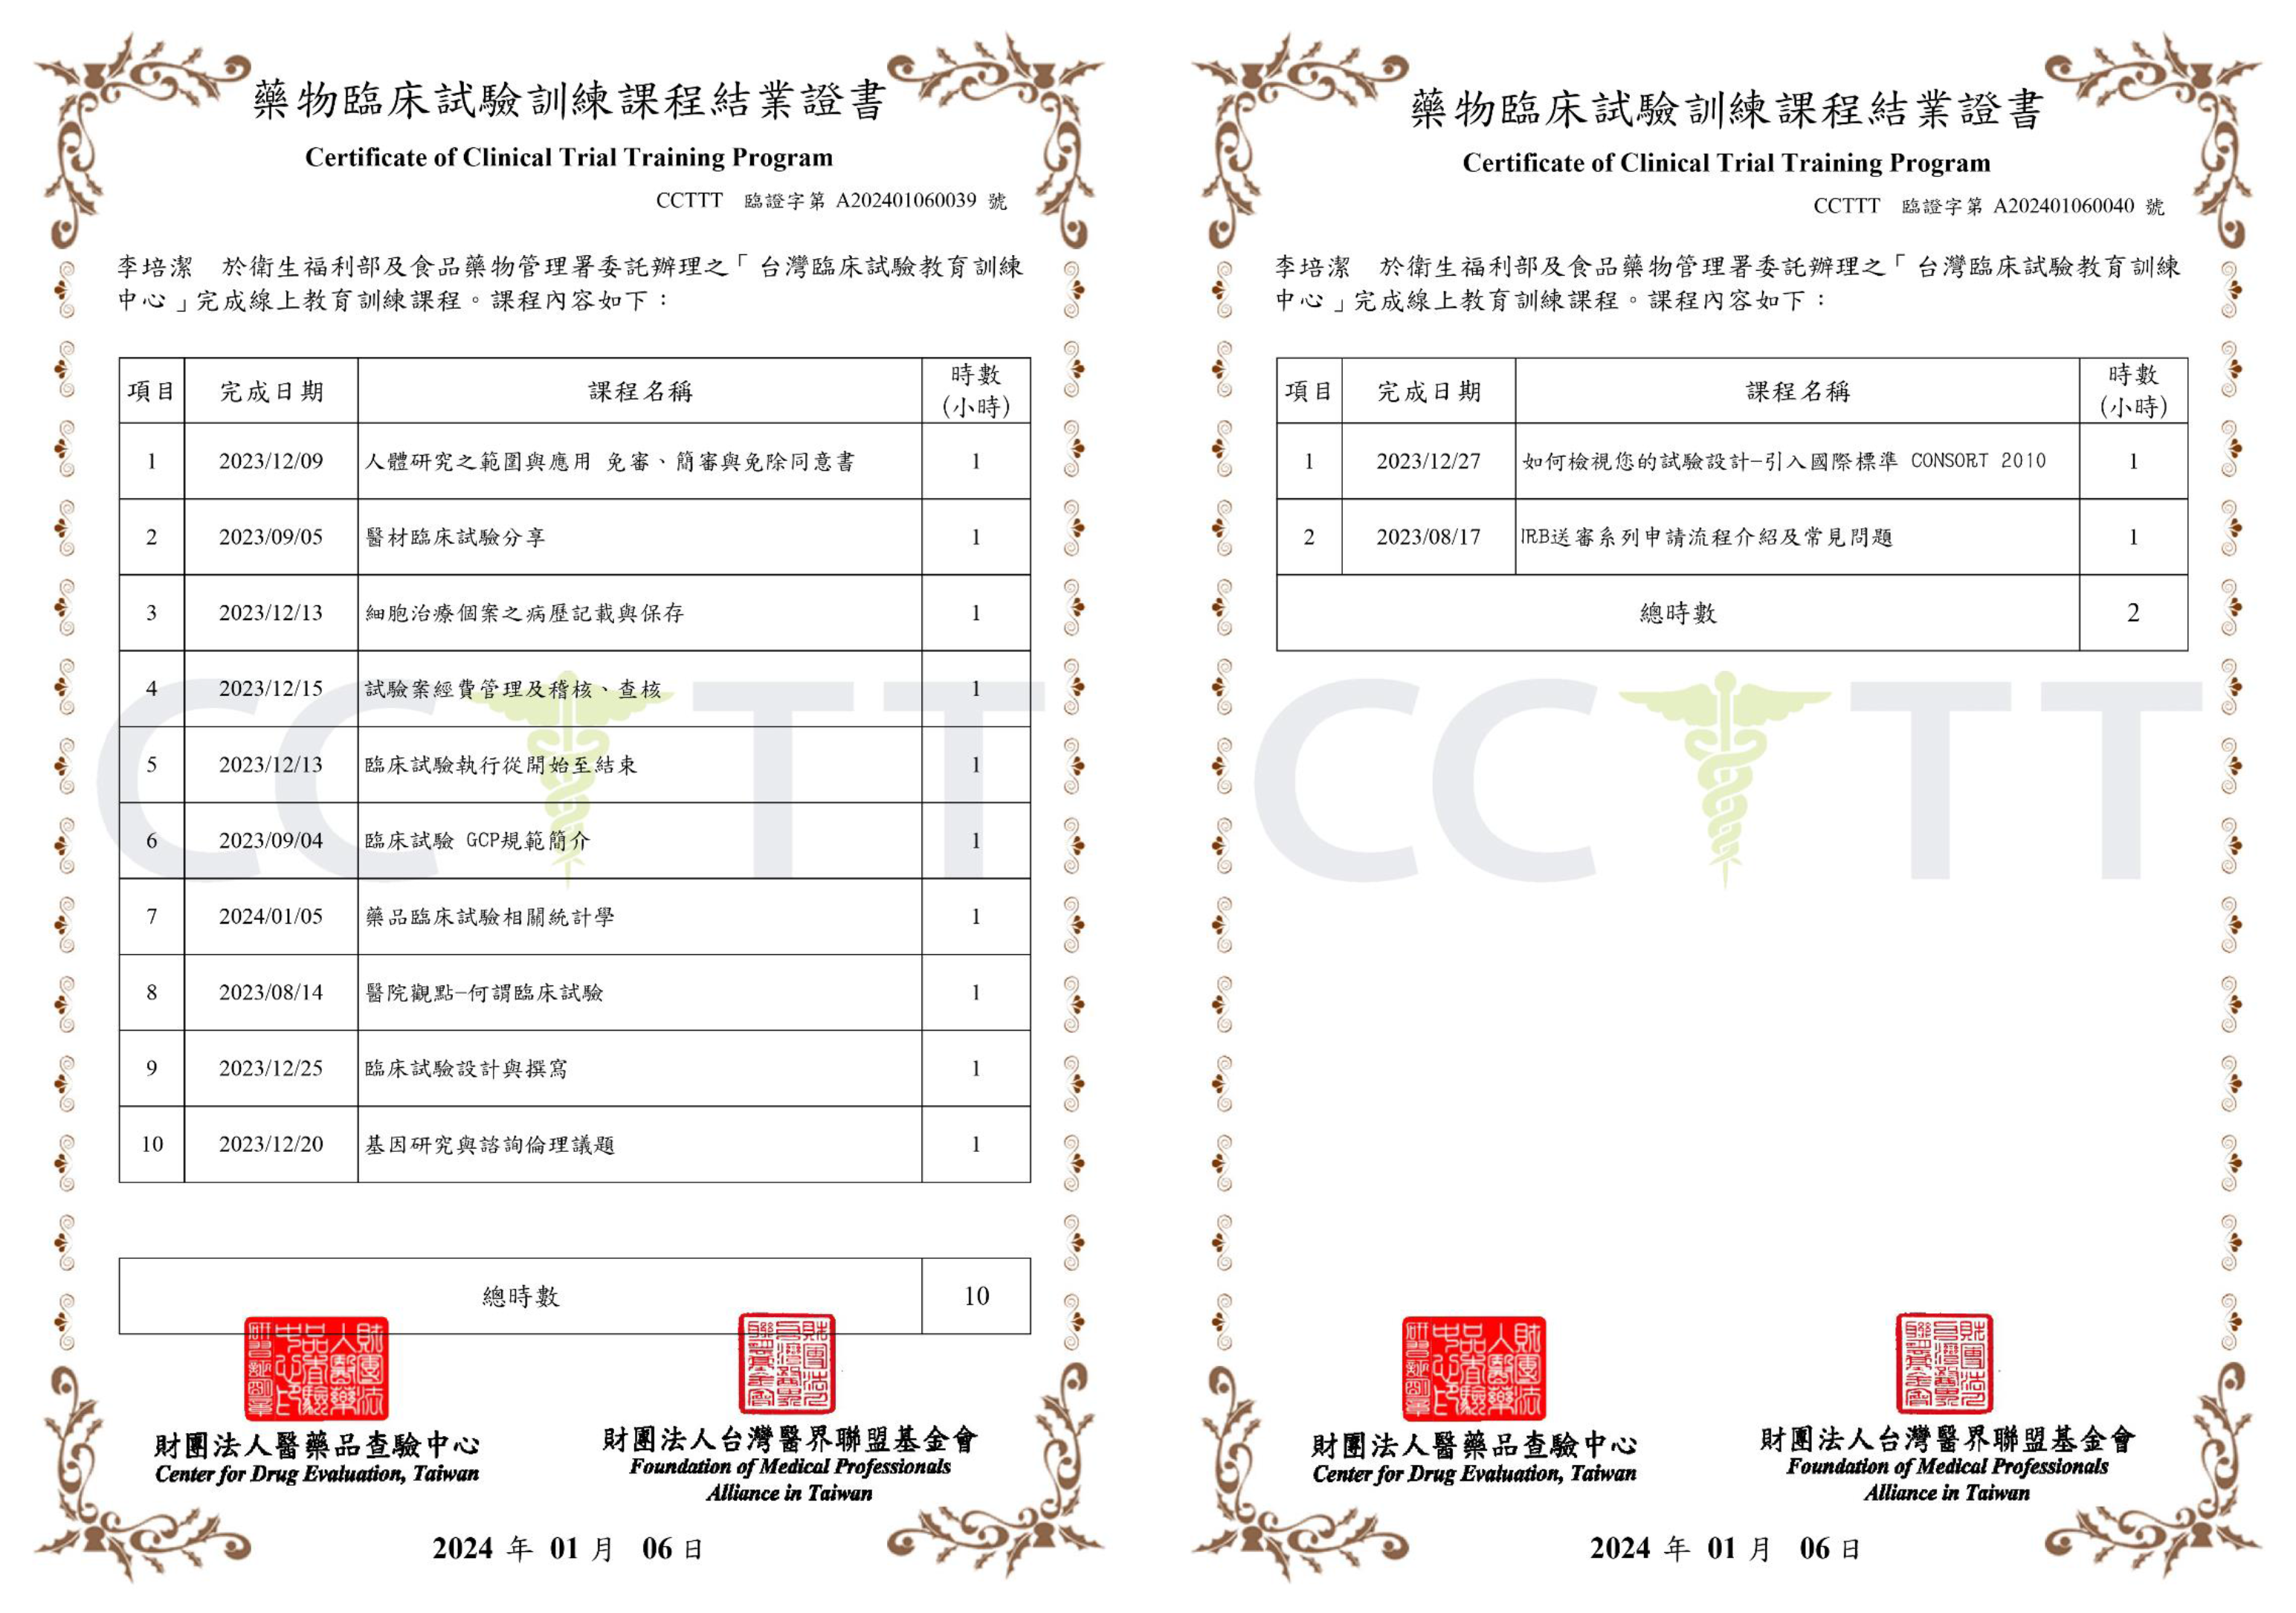 藥物臨床試驗訓練課程結業證書
Certificate of Clinical Trial Training Program
CCTTT 臨證字第 A202401060039 號
李培潔 於衛生福利部及食品藥物管理署委託辦理之「台灣臨床試驗教育訓練
中心」完成線上教育訓練課程。課程內容如下：
項目 完成日期 課程名稱 時數
(小時)
1 2023/12/09 人體研究之範圍與應用 免審、簡審與免除同意書 1
2 2023/09/05 醫材臨床試驗分享 1
3 2023/12/13 細胞治療個案之病歷記載與保存 1
4 2023/12/15 試驗案經費管理及稽核、查核 1
5 2023/12/13 臨床試驗執行從開始至結束 1
6 2023/09/04 臨床試驗 GCP規範簡介 1
7 2024/01/05 藥品臨床試驗相關統計學 1
8 2023/08/14 醫院觀點-何謂臨床試驗 1
9 2023/12/25 臨床試驗設計與撰寫 1
10 2023/12/20 基因研究與諮詢倫理議題 1
總時數 10
CCTTT
財團法人醫藥品查驗中心
Center for Drug Evaluation, Taiwan
財團法人台灣醫界聯盟基金會
Foundation of Medical Professionals
Alliance in Taiwan
2024 年 01 月 06 日
藥物臨床試驗訓練課程結業證書
Certificate of Clinical Trial Training Program
CCTTT 臨證字第 A202401060040 號
李培潔 於衛生福利部及食品藥物管理署委託辦理之「台灣臨床試驗教育訓練
中心」完成線上教育訓練課程。課程內容如下：
項目 完成日期 課程名稱 時數
(小時)
1 2023/12/27 如何檢視您的試驗設計-引入國際標準 CONSORT 2010 1
2 2023/08/17 IRB送審系列申請流程介紹及常見問題 1
總時數 2
CCTTT
財團法人醫藥品查驗中心
Center for Drug Evaluation, Taiwan
財團法人台灣醫界聯盟基金會
Foundation of Medical Professionals
Alliance in Taiwan
2024 年 01 月 06 日